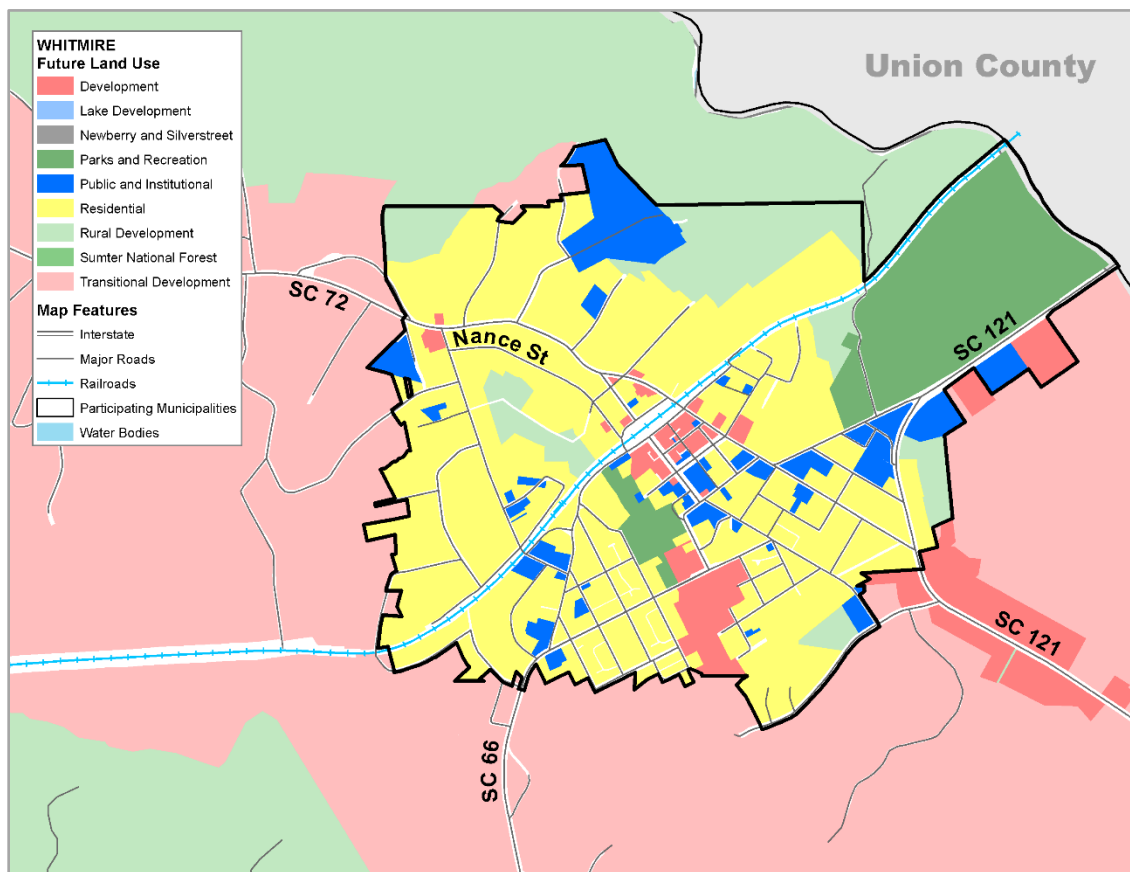 WHITMIRE
Future Land Use
Development
Lake Development
Newberry and Silverstreet
Parks and Recreation
Public and Institutional
Residential
Rural Development
Sumter National Forest
Transitional Development
Map Features
Interstate
Major Roads
Railroads
Participating Municipalities
Water Bodies
Union County
SC 72
Nance St
SC 121
SC 121
SC 66